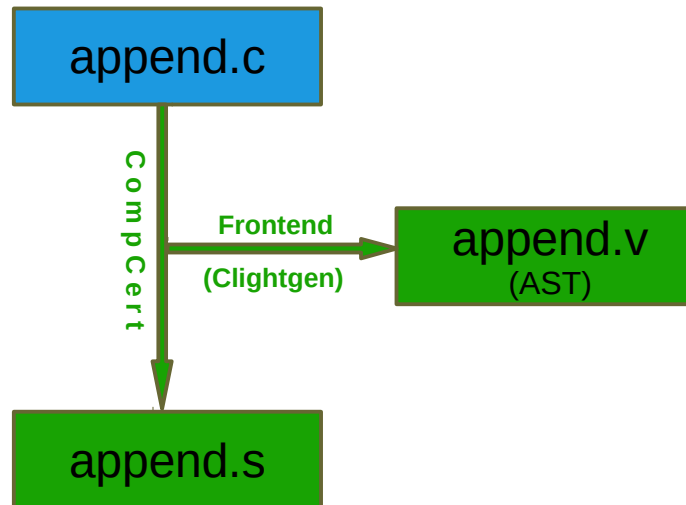 append.c
CompCert
Frontend
(Clightgen)
append.v
(AST)
append.s